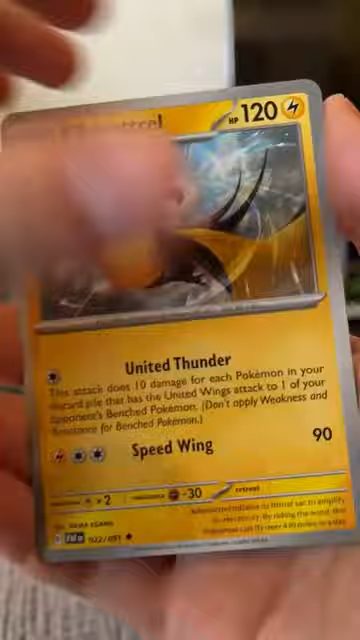 HP 120
United Thunder
This attack does 10 damage for each Pokémon in your
discard pile that has the United Wings attack to 1 of your
opponent's Benched Pokémon. (Don't apply Weakness and
Resistance for Benched Pokémon.)
Speed Wing 90
×2 -30 retreat
022/091